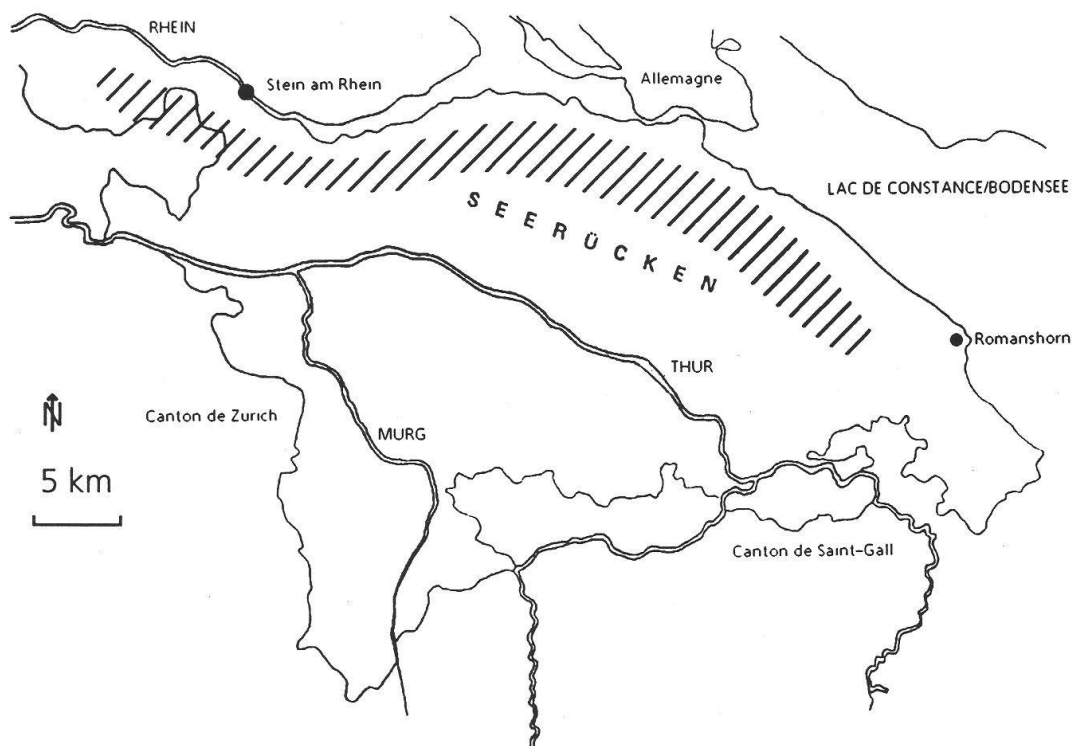 RHEIN
Stein am Rhein
Allemagne
LAC DE CONSTANCE/BODENSEE
SEERÜCKEN
Romanshorn
THUR
N
Canton de Zurich
MURG
5 km
Canton de Saint-Gall